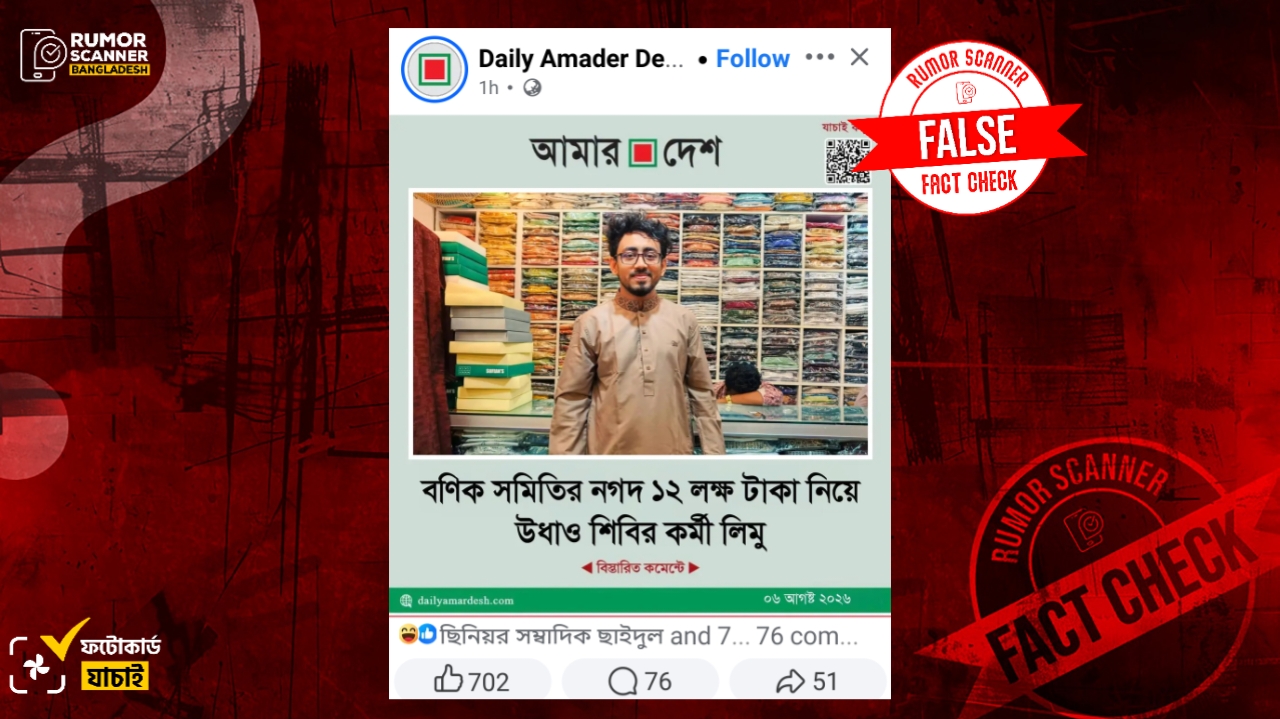 RUMOR
SCANNER
BANGLADESH
Daily Amader De... • Follow
1h •
আমার দেশ
যাচাই
RUMOR SCANNER
FALSE
FACT CHECK
বণিক সমিতির নগদ ১২ লক্ষ টাকা নিয়ে
উধাও শিবির কর্মী লিমু
বিস্তারিত কমেন্টে
dailyamardesh.com
০৬ আগস্ট ২০২৬
ছিনিয়র সম্বাদিক ছাইদুল and 7... 76 com...
702
76
51
ফটোকার্ড
যাচাই
RUMOR SCANNER
FACT CHECK